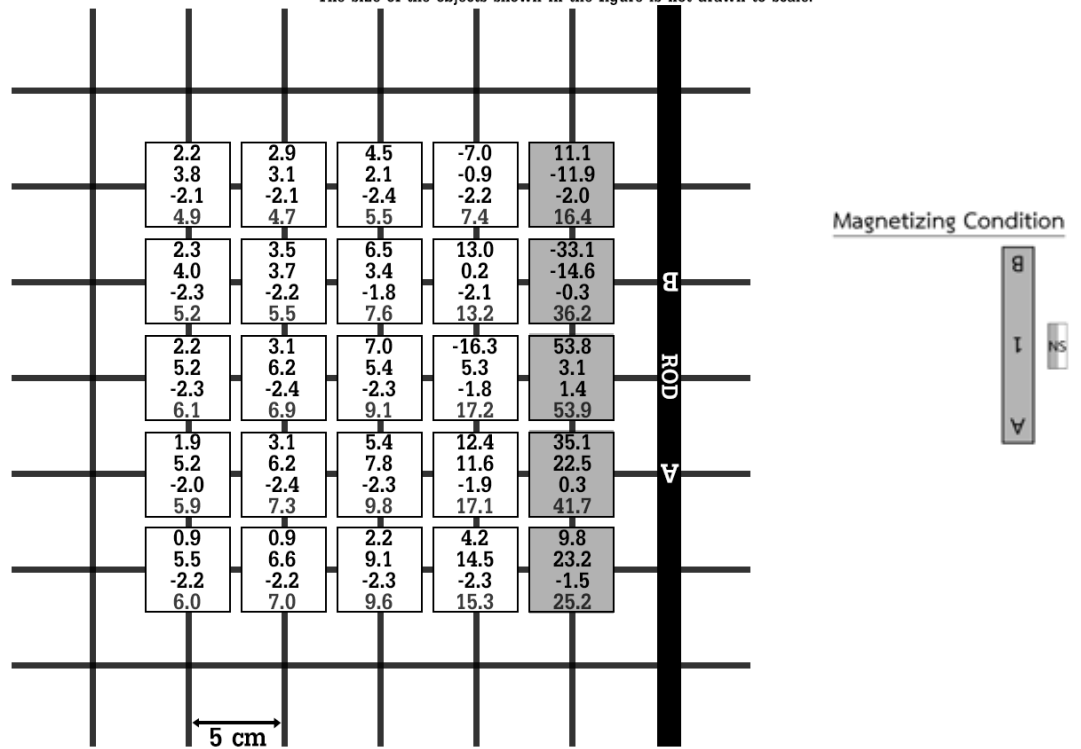 The size of the objects shown in the figure is not drawn to scale.
2.2 2.9 4.5 -7.0 11.1
3.8 3.1 2.1 -0.9 -11.9
-2.1 -2.1 -2.4 -2.2 -2.0
4.9 4.7 5.5 7.4 16.4
2.3 3.5 6.5 13.0 -33.1
4.0 3.7 3.4 0.2 -14.6
-2.3 -2.2 -1.8 -2.1 -0.3
5.2 5.5 7.6 13.2 36.2
2.2 3.1 7.0 -16.3 53.8
5.2 6.2 5.4 5.3 3.1
-2.3 -2.4 -2.3 -1.8 1.4
6.1 6.9 9.1 17.2 53.9
1.9 3.1 5.4 12.4 35.1
5.2 6.2 7.8 11.6 22.5
-2.0 -2.4 -2.3 -1.9 0.3
5.9 7.3 9.8 17.1 41.7
0.9 0.9 2.2 4.2 9.8
5.5 6.6 9.1 14.5 23.2
-2.2 -2.2 -2.3 -2.3 -1.5
6.0 7.0 9.6 15.3 25.2
B
ROD
A
5 cm
Magnetizing Condition
B
1
A
NS